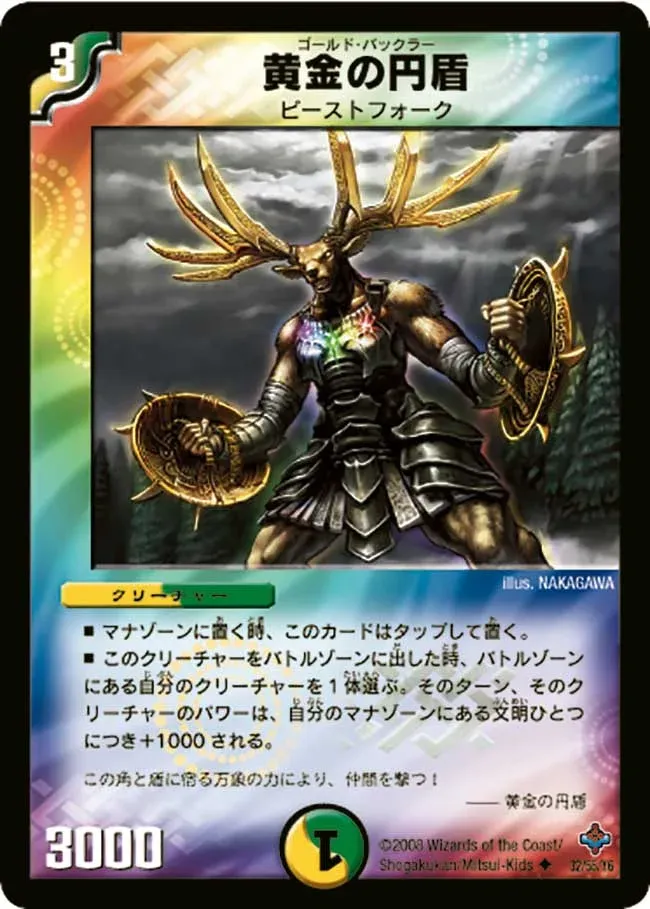 3
ゴールド・バックラー
黄金の円盾
ビーストフォーク
illus. NAKAGAWA
クリーチャー
■ マナゾーンに置く時、このカードはタップして置く。
■ このクリーチャーをバトルゾーンに出した時、バトルゾーン
にある自分のクリーチャーを1体選ぶ。そのターン、そのク
リーチャーのパワーは、自分のマナゾーンにある文明ひとつ
につき+1000される。
この角と盾に宿る万象の力により、仲間を撃つ!
—— 黄金の円盾
3000
1
©2008 Wizards of the Coast/
Shogakukan/Mitsui-Kids ◆ 32/55/Y6